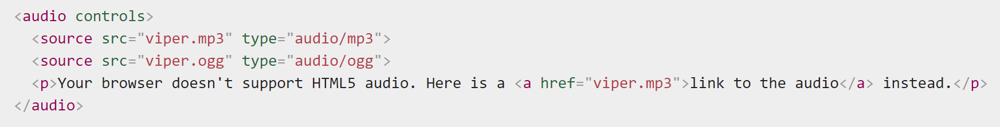 <audio controls>
  <source src="viper.mp3" type="audio/mp3">
  <source src="viper.ogg" type="audio/ogg">
  <p>Your browser doesn't support HTML5 audio. Here is a <a href="viper.mp3">link to the audio</a> instead.</p>
</audio>